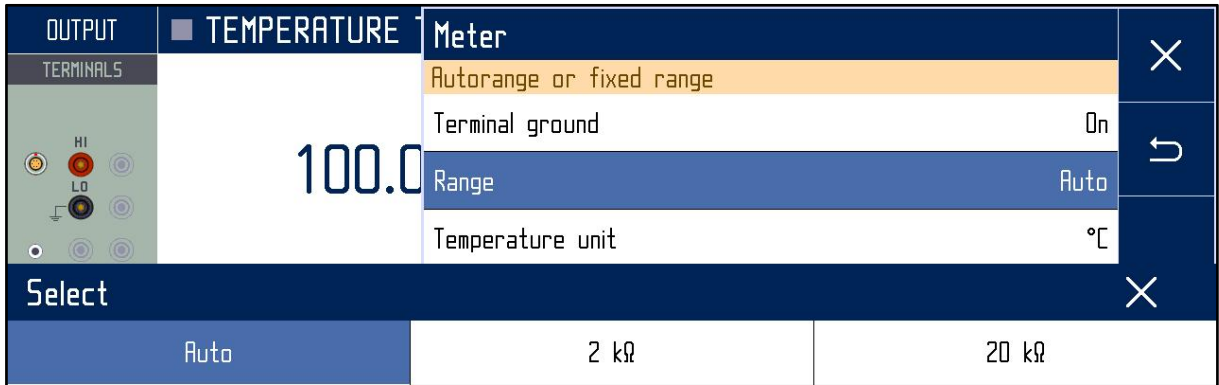 OUTPUT
TERMINALS
HI
LO
TEMPERATURE
100.0
Meter
Autorange or fixed range
Terminal ground On
Range Auto
Temperature unit °C
Select
Auto 2 kΩ 20 kΩ